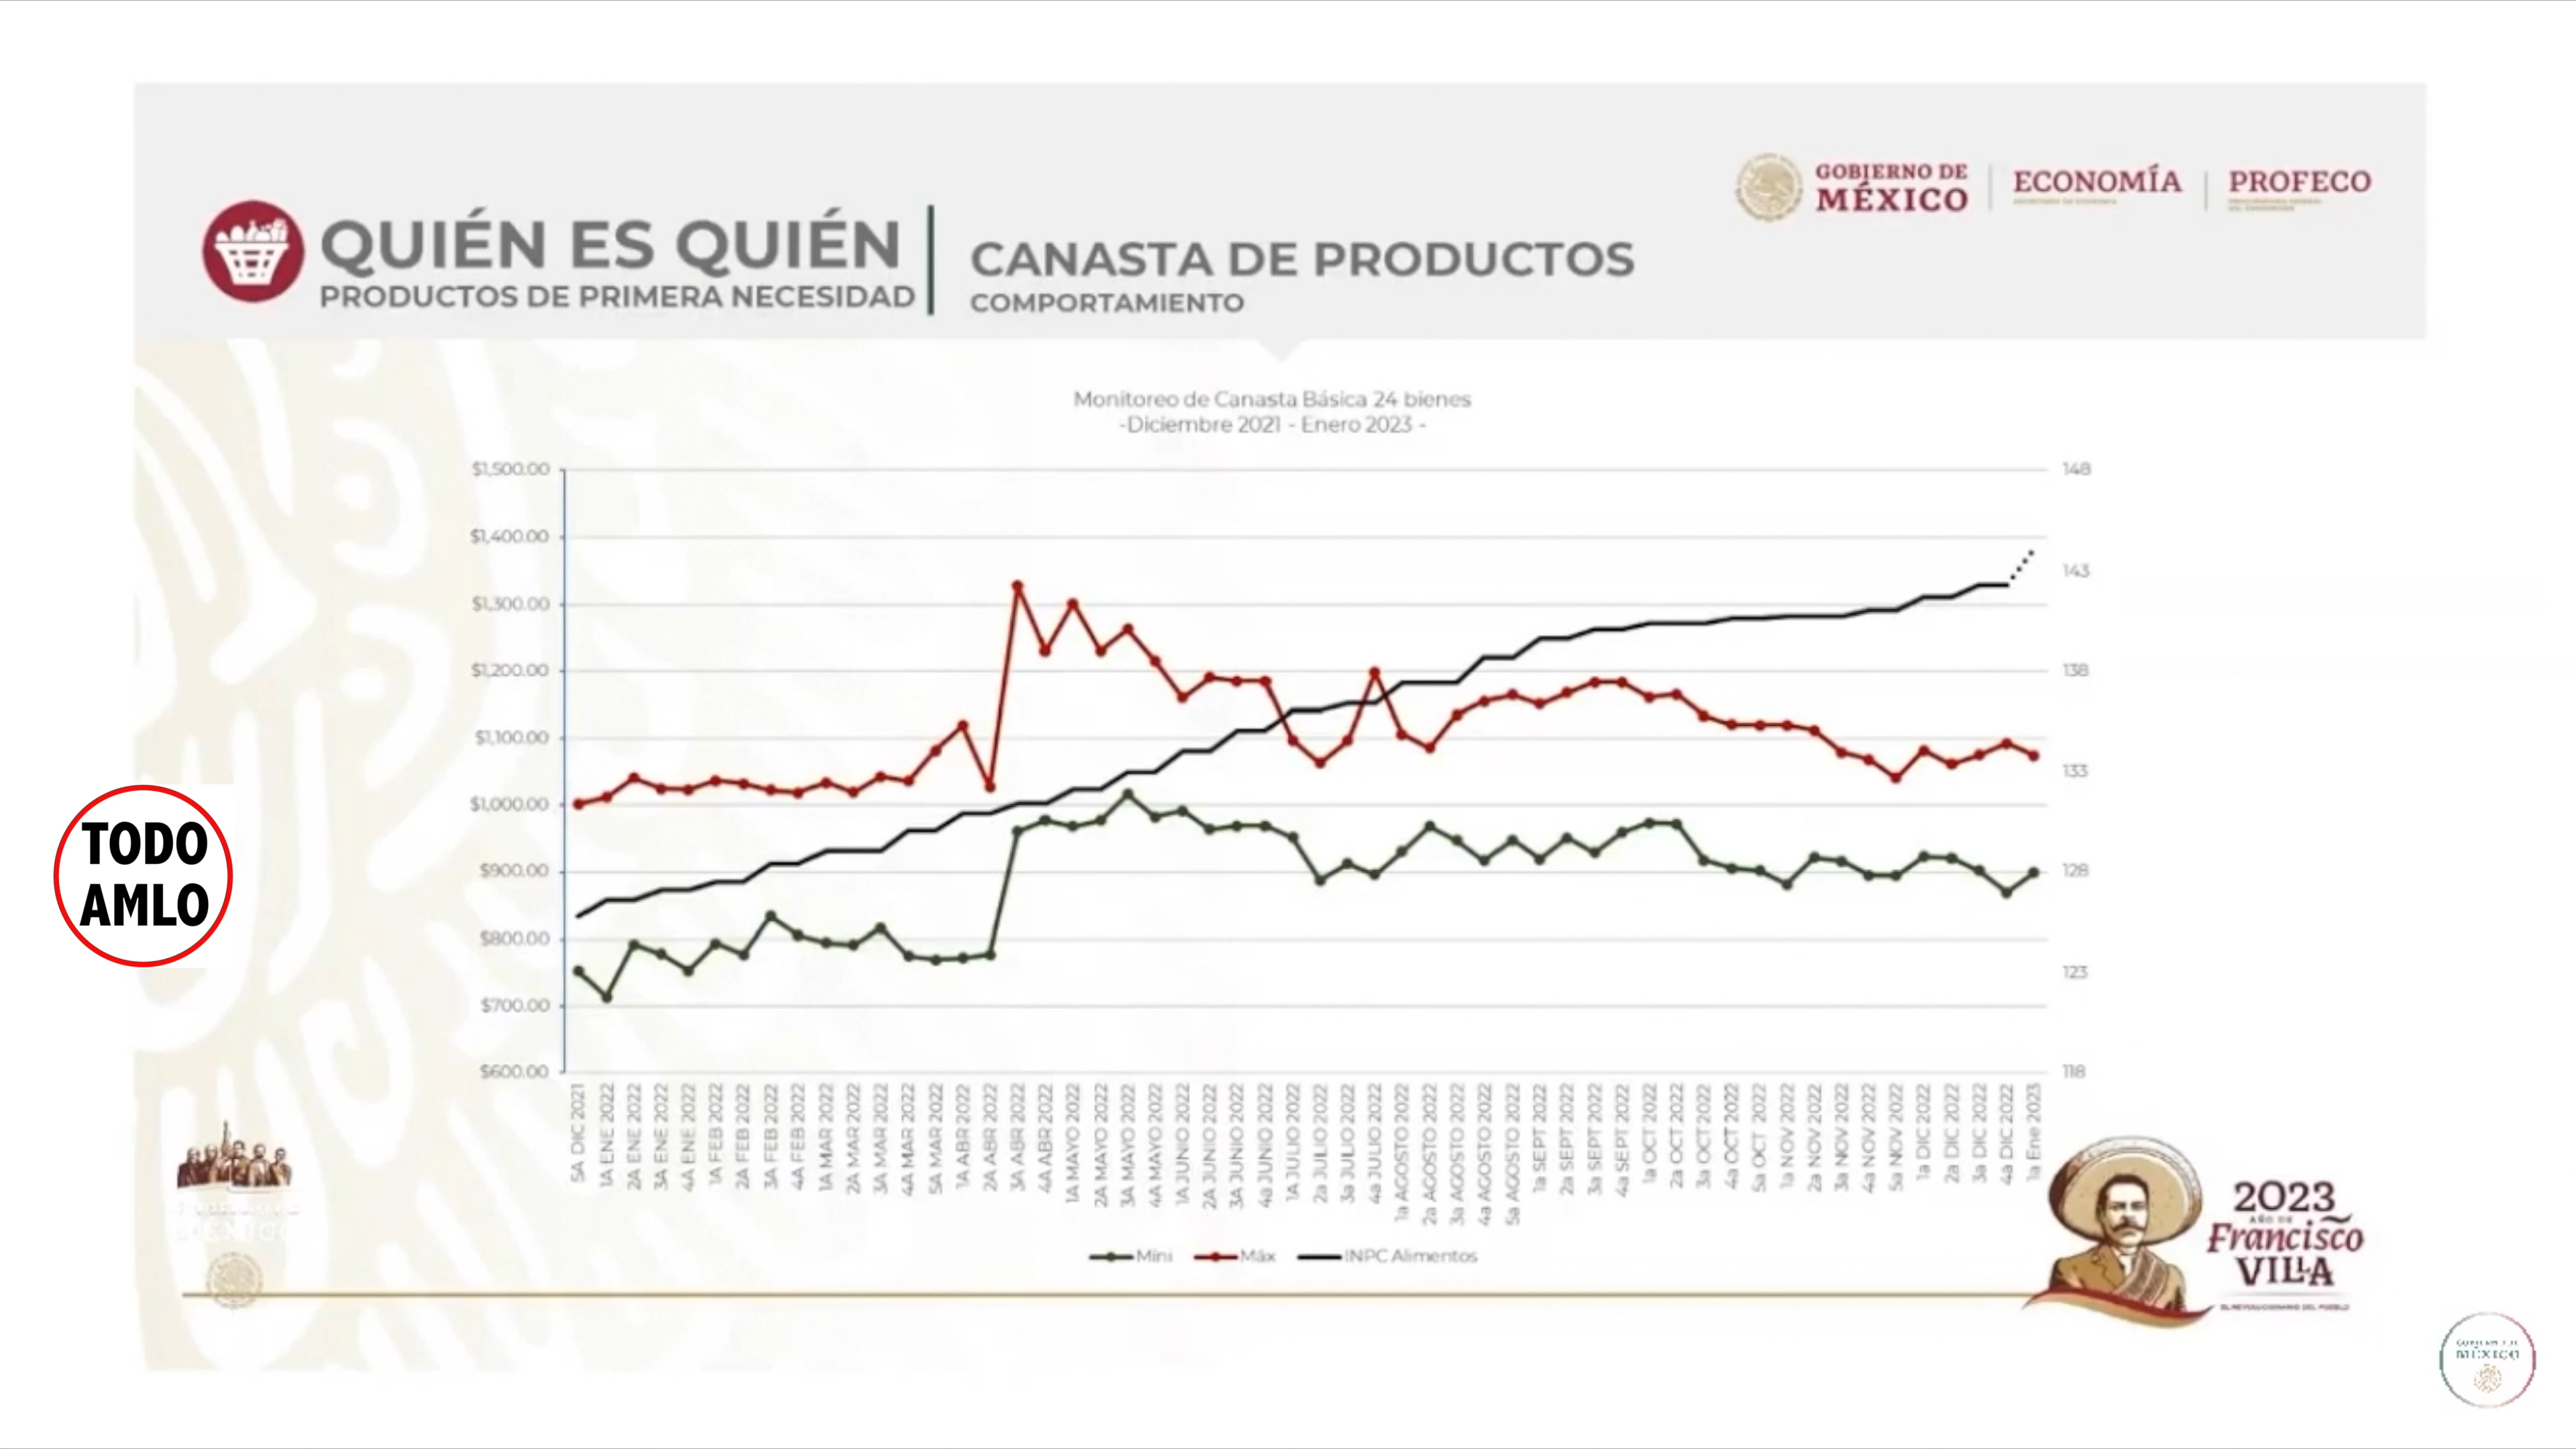 GOBIERNO DE
MÉXICO
ECONOMÍA
PROFECO
QUIÉN ES QUIÉN
PRODUCTOS DE PRIMERA NECESIDAD
CANASTA DE PRODUCTOS
COMPORTAMIENTO
Monitoreo de Canasta Básica 24 bienes
-Diciembre 2021 - Enero 2023 -
$1,500.00
$1,400.00
$1,300.00
$1,200.00
$1,100.00
$1,000.00
$900.00
$800.00
$700.00
$600.00
148
143
138
133
128
123
118
5A DIC 2021
1A ENE 2022
2A ENE 2022
3A ENE 2022
4A ENE 2022
1A FEB 2022
2A FEB 2022
3A FEB 2022
4A FEB 2022
1A MAR 2022
2A MAR 2022
3A MAR 2022
4A MAR 2022
5A MAR 2022
1A ABR 2022
2A ABR 2022
3A ABR 2022
4A ABR 2022
1A MAYO 2022
2A MAYO 2022
3A MAYO 2022
4A MAYO 2022
1A JUNIO 2022
2A JUNIO 2022
3A JUNIO 2022
4a JUNIO 2022
1A JULIO 2022
2a JULIO 2022
3a JULIO 2022
4a JULIO 2022
1a AGOSTO 2022
2a AGOSTO 2022
3a AGOSTO 2022
4a AGOSTO 2022
5a AGOSTO 2022
1a SEPT 2022
2a SEPT 2022
3a SEPT 2022
4a SEPT 2022
1a OCT 2022
2a OCT 2022
3a OCT 2022
4a OCT 2022
5a OCT 2022
1a NOV 2022
2a NOV 2022
3a NOV 2022
4a NOV 2022
5a NOV 2022
1a DIC 2022
2a DIC 2022
3a DIC 2022
4a DIC 2022
1a Ene 2023
Míni
Máx
INPC Alimentos
TODO
AMLO
2023
AÑO DE
Francisco
VILLA
EL REVOLUCIONARIO DEL PUEBLO
GOBIERNO DE
MÉXICO